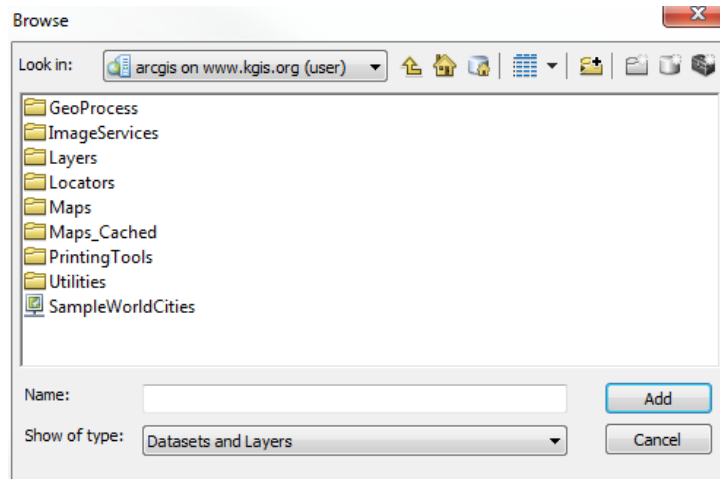 Browse
Look in: arcgis on www.kgis.org (user)
GeoProcess
ImageServices
Layers
Locators
Maps
Maps_Cached
PrintingTools
Utilities
SampleWorldCities
Name: Add
Show of type: Datasets and Layers Cancel